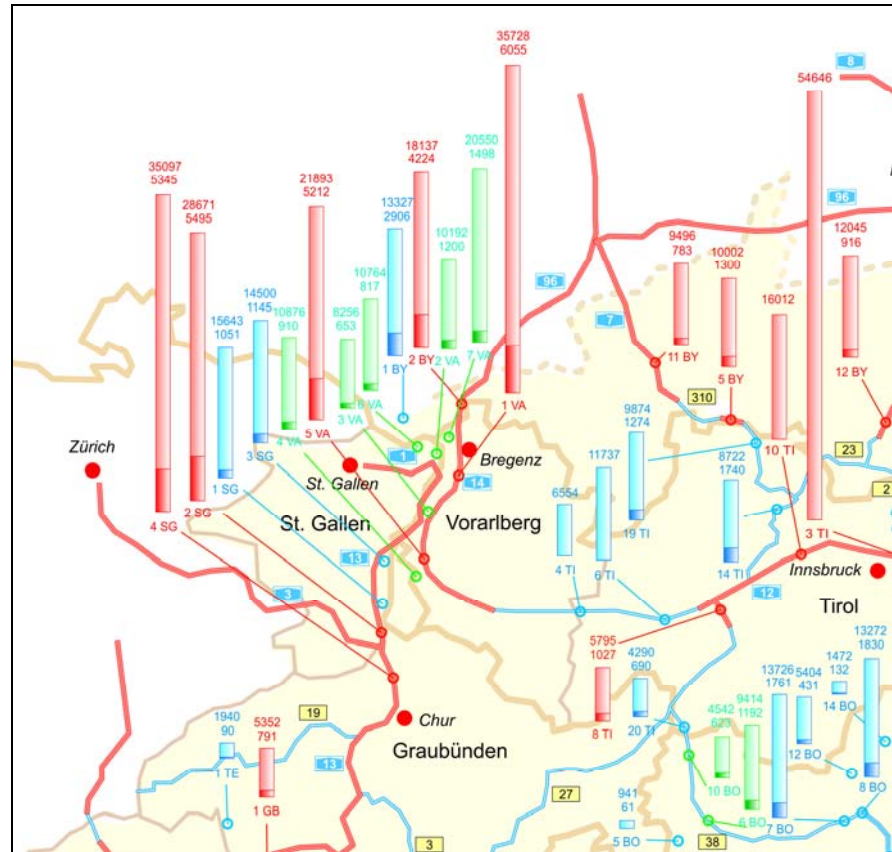 35728
6055
8
54646
35097
5345
28671
5495
21893
5212
18137
4224
20550
1498
13327
2906
10192
1200
96
12045
916
9496
783
10002
1300
15643
1051
14500
1145
10876
910
8256
653
10764
817
96
7
16012
1 BY
2 BY
2 VA
7 VA
11 BY
5 BY
12 BY
3 VA
6 VA
1 VA
310
4 VA
5 VA
3 SG
1 SG
2 SG
4 SG
9874
1274
10 TI
23
Zürich
St. Gallen
1
Bregenz
14
11737
8722
1740
6554
2
St. Gallen
Vorarlberg
19 TI
3 TI
13
4 TI
6 TI
14 TI
Innsbruck
3
12
Tirol
5795
1027
4290
690
13272
1830
1472
132
13726
1761
5404
431
4542
623
9414
1192
14 BO
19
Chur
8 TI
20 TI
1940
90
5352
791
Graubünden
12 BO
13
1 TE
10 BO
8 BO
27
941
61
1 GB
6 BO
7 BO
3
5 BO
38